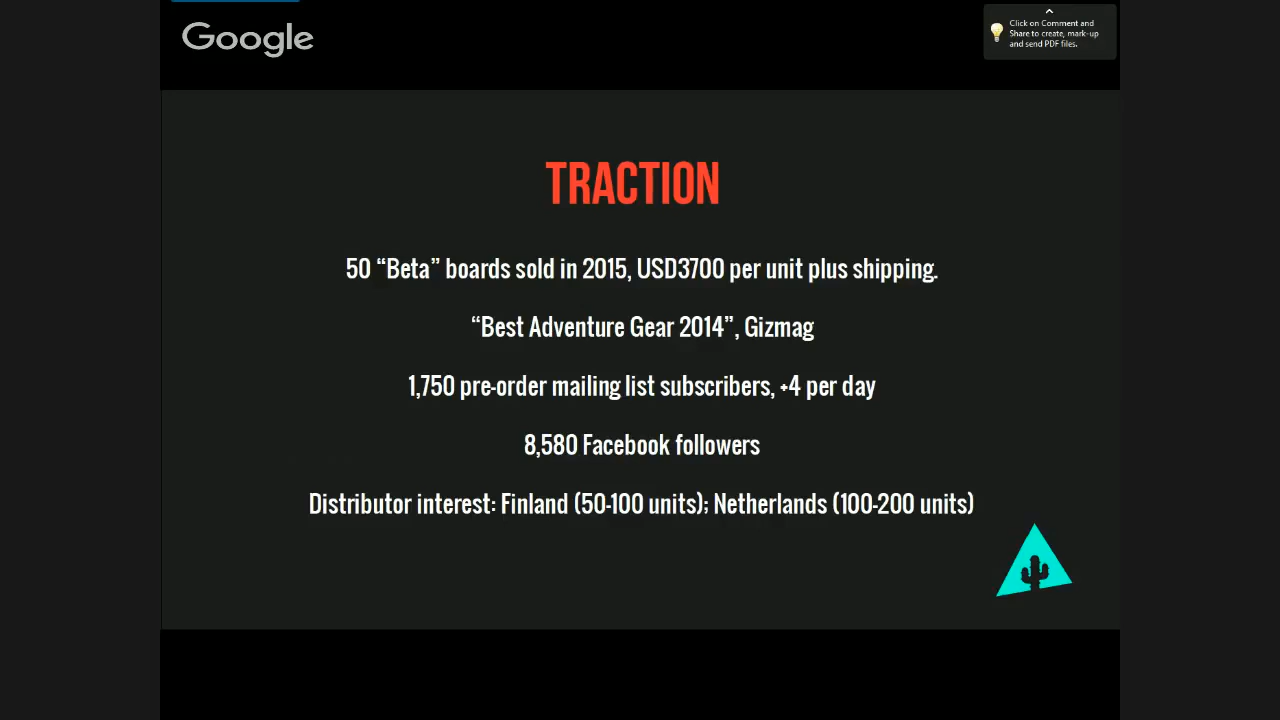 Google
Click on Comment and
Share to create, mark-up
and send PDF files.
TRACTION
50 “Beta” boards sold in 2015, USD3700 per unit plus shipping.
“Best Adventure Gear 2014”, Gizmag
1,750 pre-order mailing list subscribers, +4 per day
8,580 Facebook followers
Distributor interest: Finland (50-100 units); Netherlands (100-200 units)